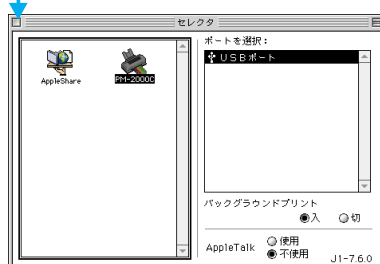 セレクタ
AppleShare
PM-2000C
ポートを選択：
USBポート
バックグラウンドプリント
入 切
AppleTalk
使用
不使用
J1-7.6.0